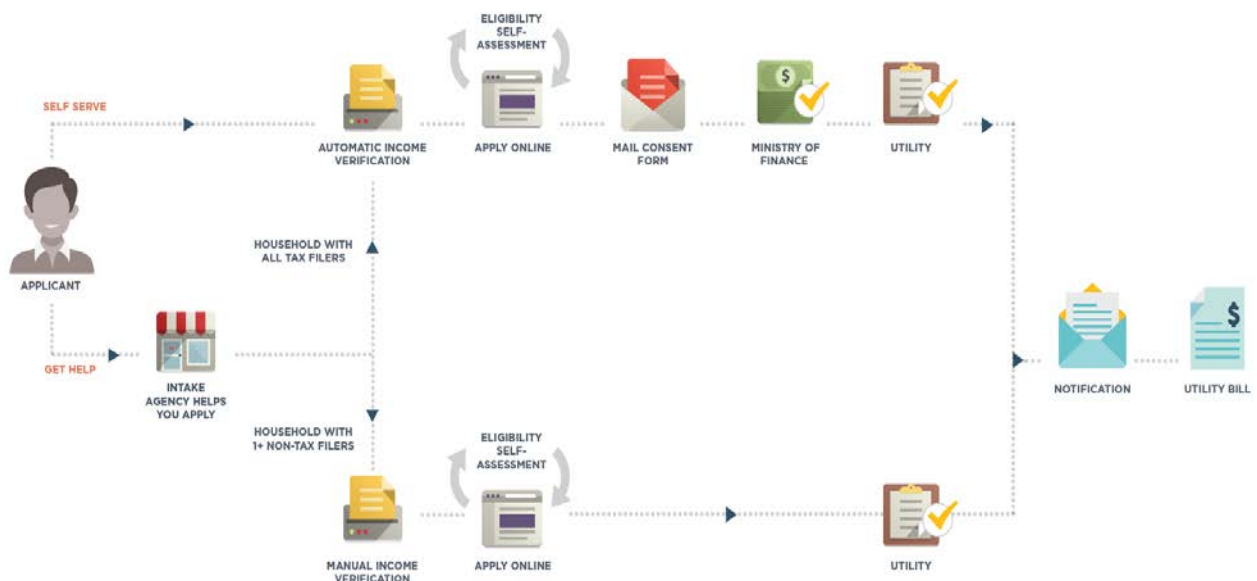 ELIGIBILITY
SELF-
ASSESSMENT
SELF SERVE
AUTOMATIC INCOME
VERIFICATION
APPLY ONLINE
MAIL CONSENT
FORM
$
MINISTRY OF
FINANCE
UTILITY
APPLICANT
HOUSEHOLD WITH
ALL TAX FILERS
GET HELP
INTAKE
AGENCY HELPS
YOU APPLY
NOTIFICATION
$
UTILITY BILL
HOUSEHOLD WITH
1+ NON-TAX FILERS
ELIGIBILITY
SELF-
ASSESSMENT
MANUAL INCOME
VERIFICATION
APPLY ONLINE
UTILITY